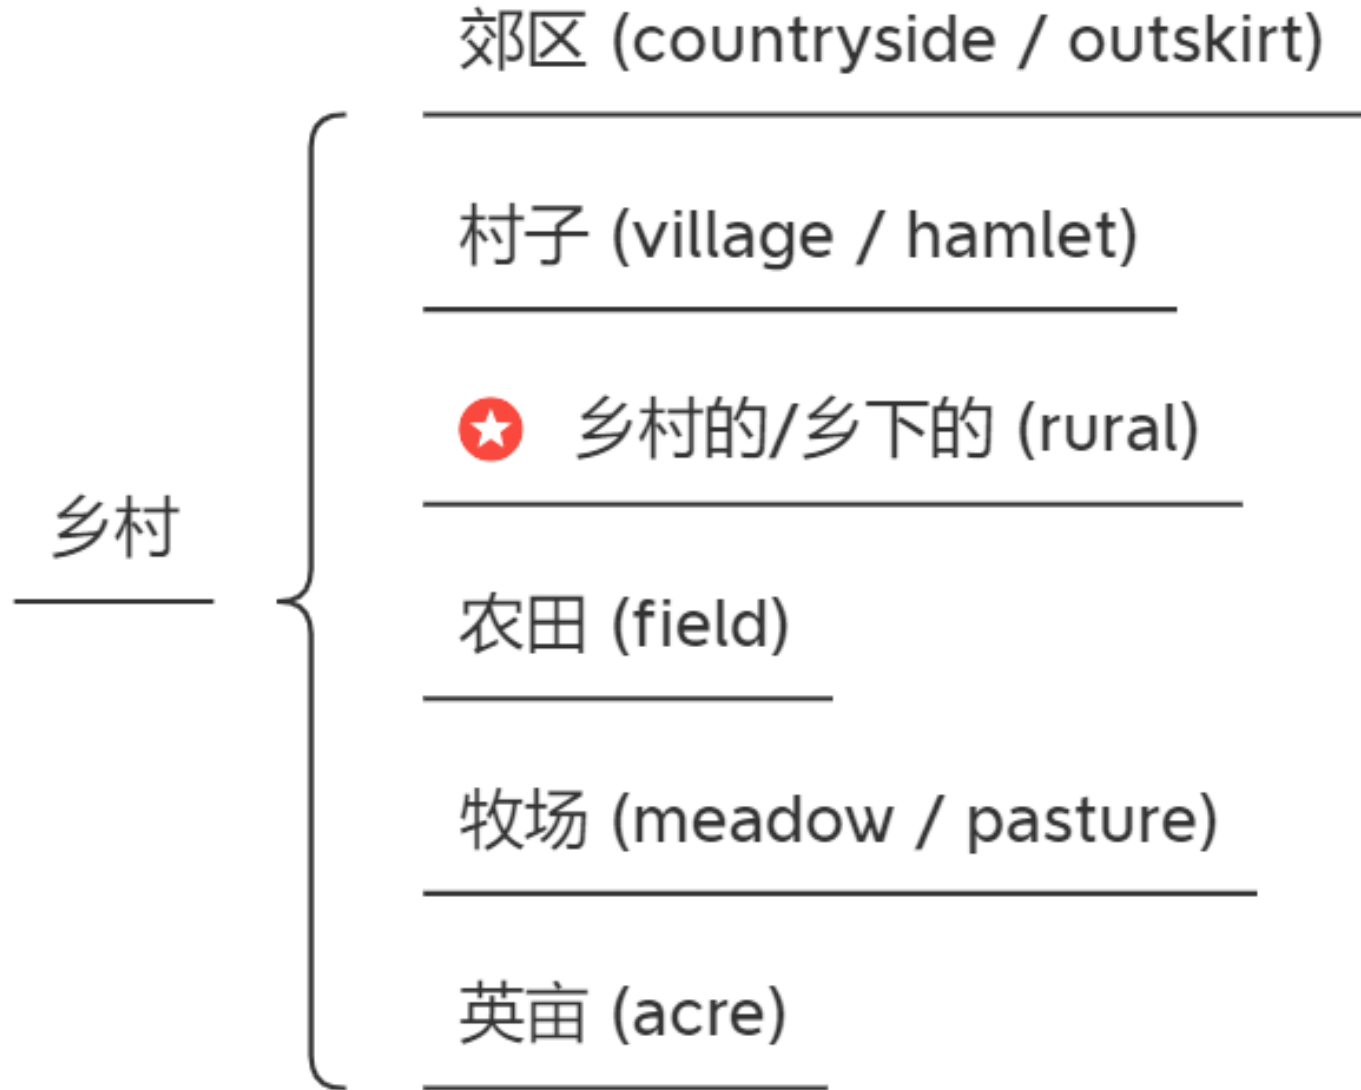 郊区 (countryside / outskirt)
村子 (village / hamlet)
乡村的/乡下的 (rural)
乡村
农田 (field)
牧场 (meadow / pasture)
英亩 (acre)